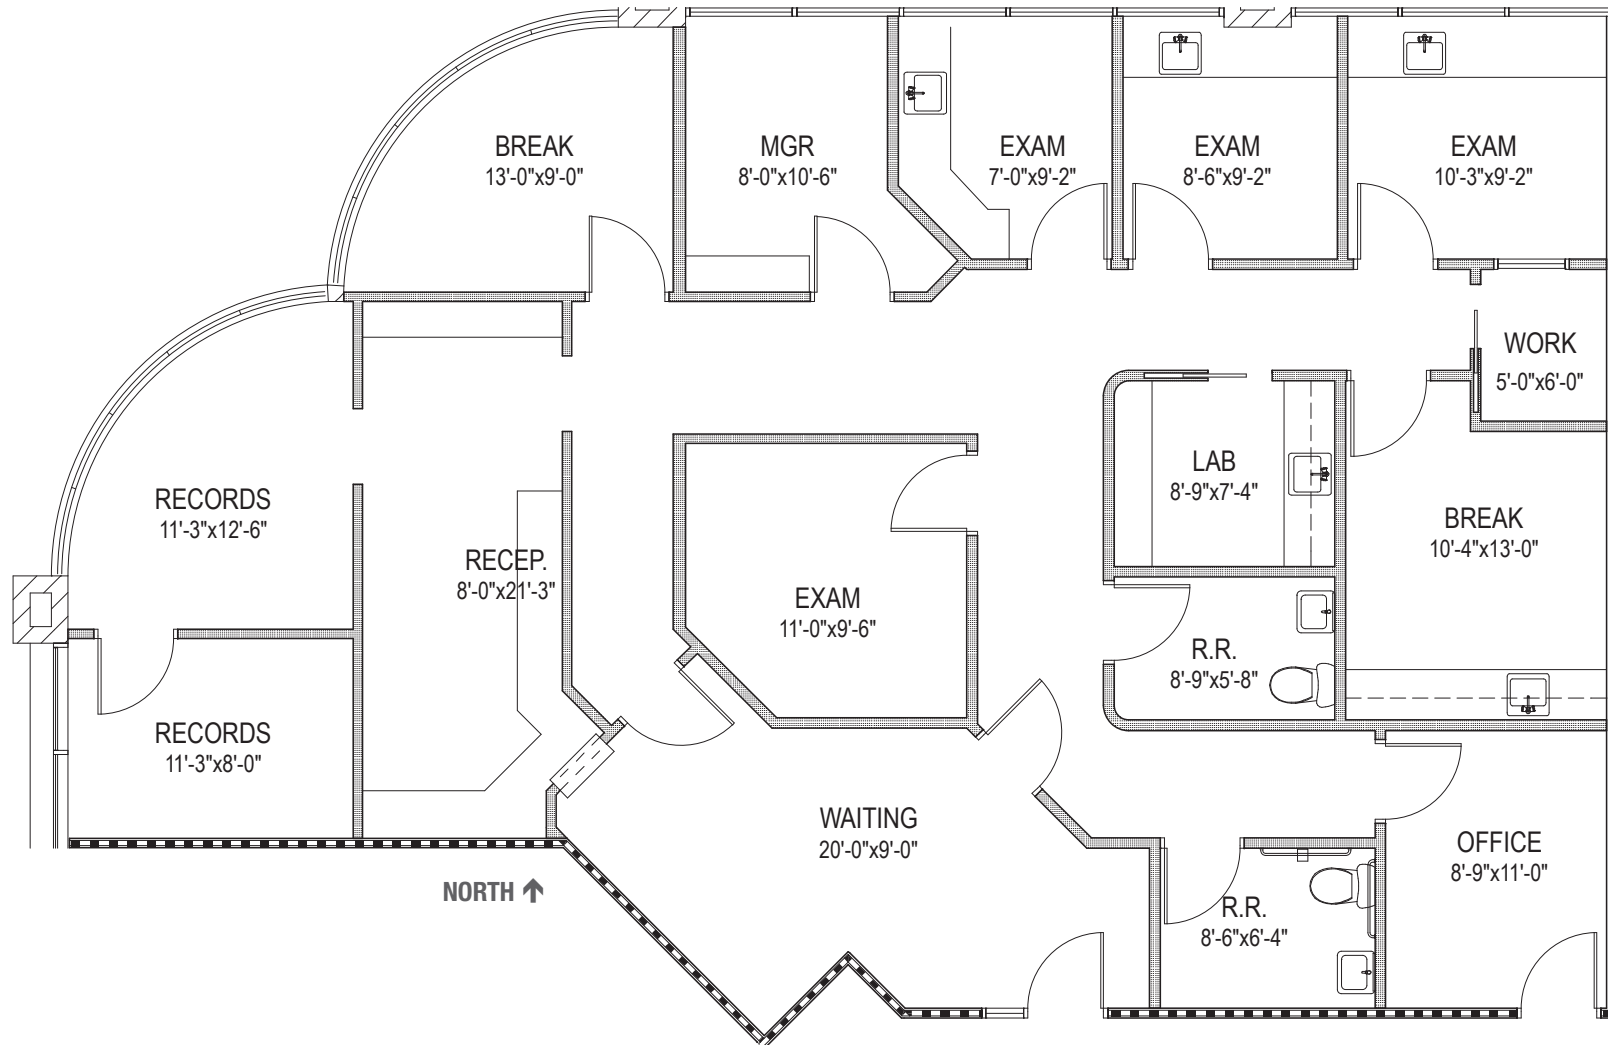 BREAK
13'-0"x9'-0"
MGR
8'-0"x10'-6"
EXAM
7'-0"x9'-2"
EXAM
8'-6"x9'-2"
EXAM
10'-3"x9'-2"
WORK
5'-0"x6'-0"
RECORDS
11'-3"x12'-6"
RECEP.
8'-0"x21'-3"
EXAM
11'-0"x9'-6"
LAB
8'-9"x7'-4"
BREAK
10'-4"x13'-0"
R.R.
8'-9"x5'-8"
RECORDS
11'-3"x8'-0"
WAITING
20'-0"x9'-0"
OFFICE
8'-9"x11'-0"
R.R.
8'-6"x6'-4"
NORTH